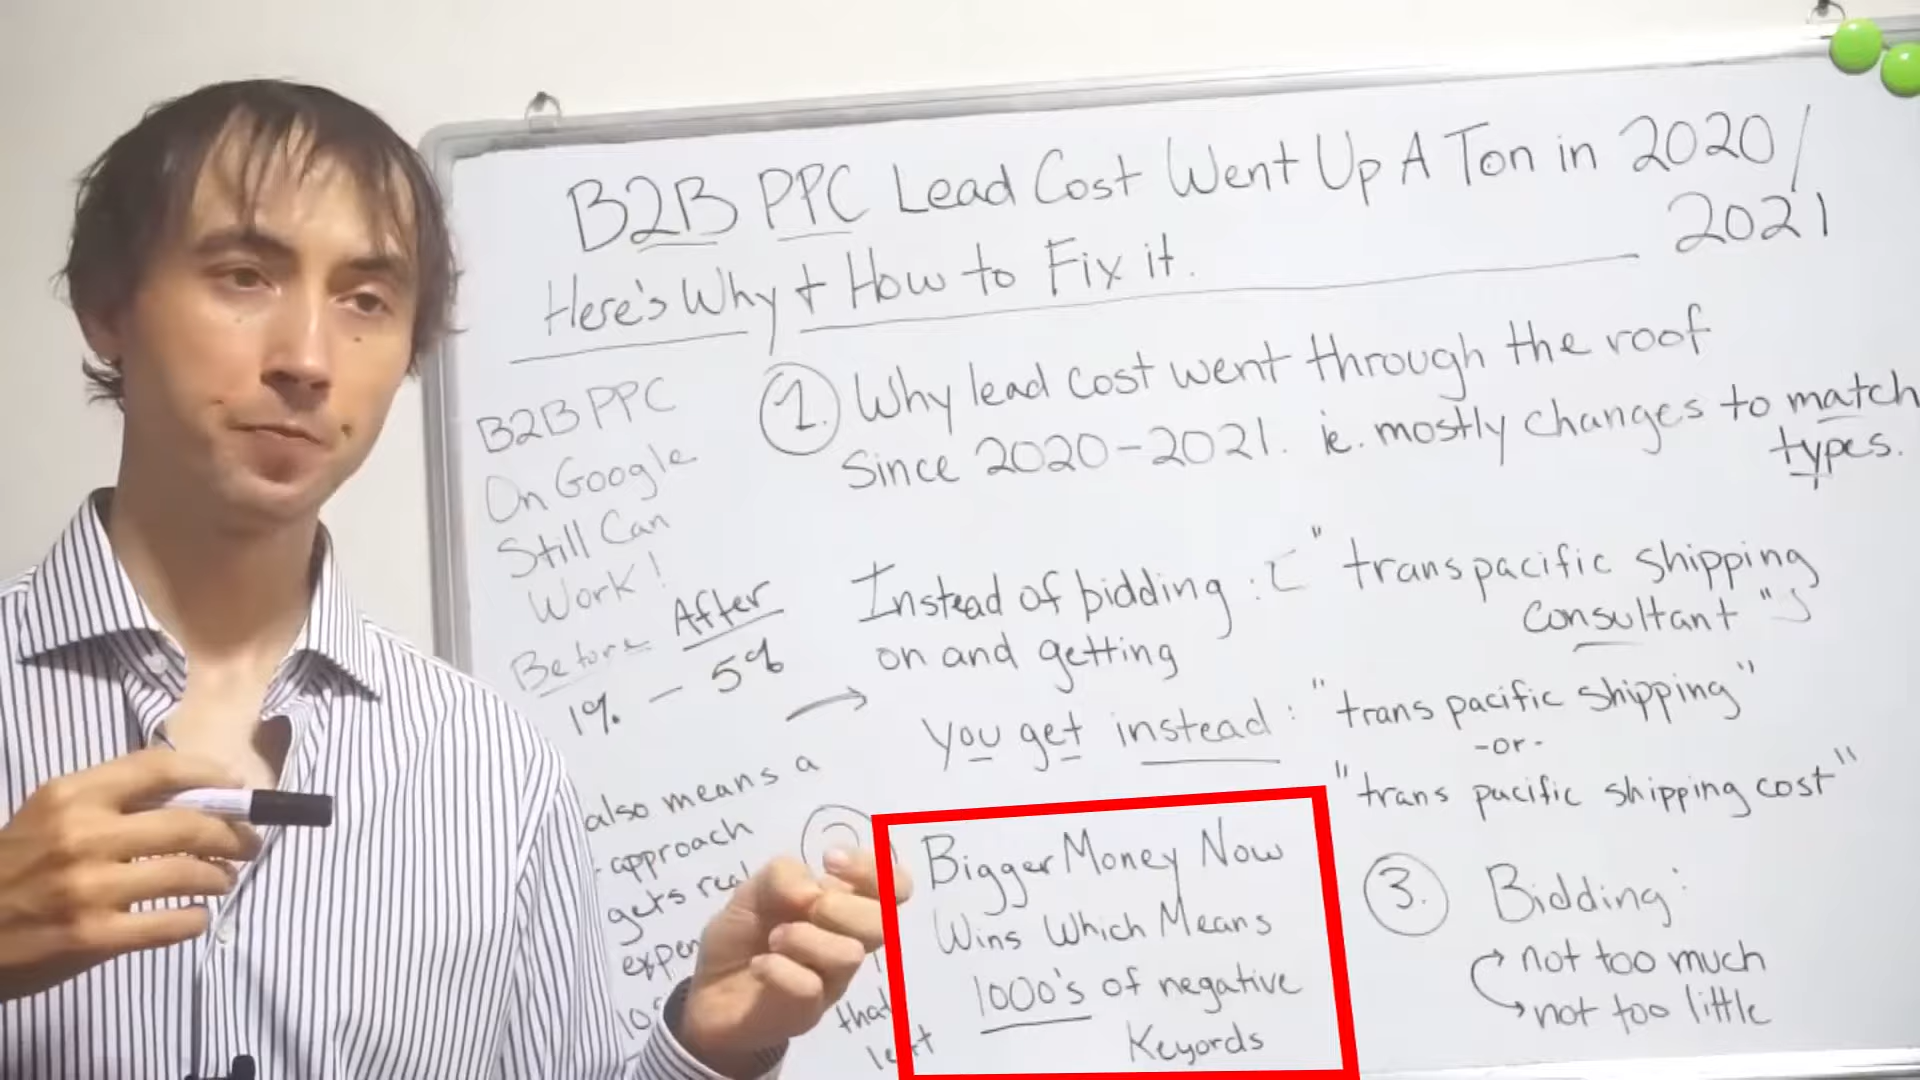 B2B PPC Lead Cost Went Up A Ton in 2020/
2021
Here's Why + How to Fix it.
B2B PPC
On Google
Still Can
Work!
Before After
1% - 5%
also means a
approach
gets real
1. Why lead cost went through the roof
Since 2020-2021. ie. mostly changes to match
types.
Instead of bidding: ["transpacific shipping
consultant"]
on and getting
You get instead: "trans pacific shipping"
-or-
"trans pacific shipping cost"
2
Bigger Money Now
Wins Which Means
1000's of negative
Keyords
that
left
3. Bidding:
not too much
not too little